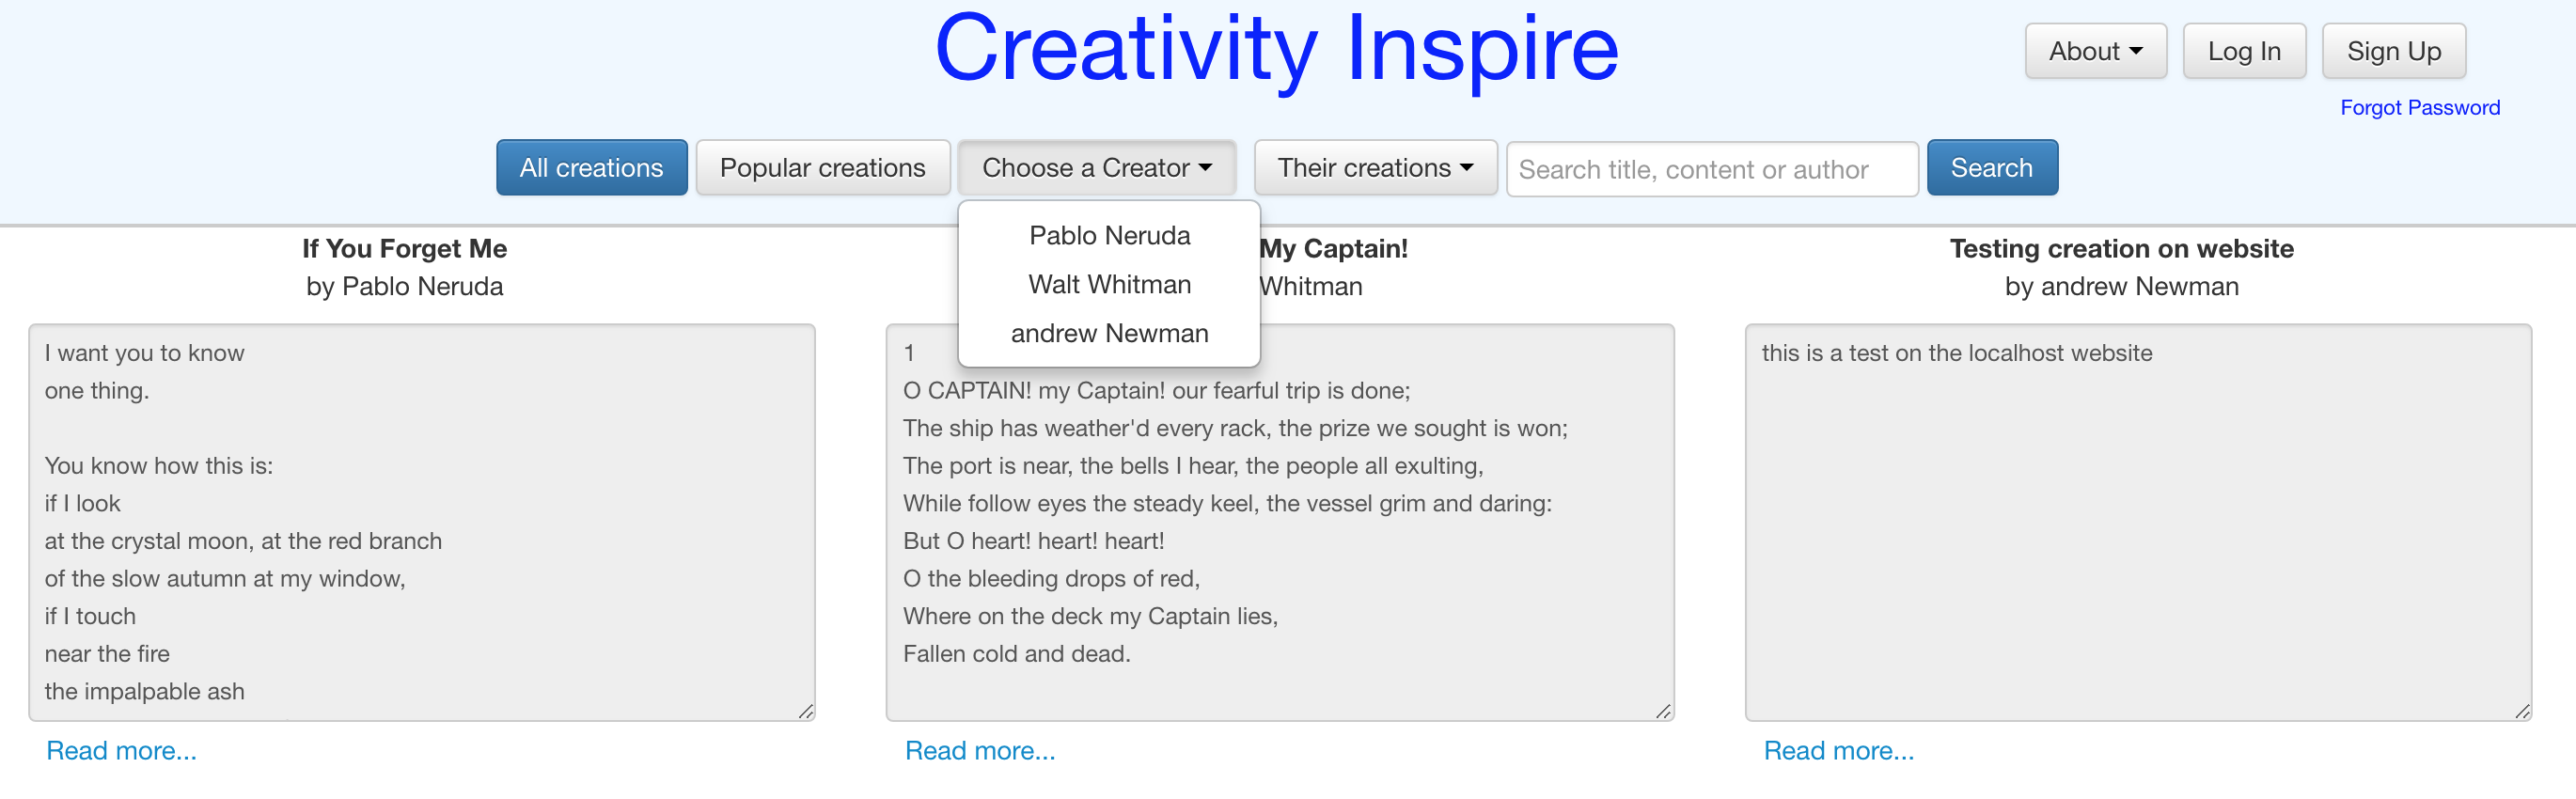 Creativity Inspire
About
Log In
Sign Up
Forgot Password
All creations
Popular creations
Choose a Creator
Their creations
Search title, content or author
Search
Pablo Neruda
Walt Whitman
andrew Newman
If You Forget Me
by Pablo Neruda
I want you to know
one thing.
You know how this is:
if I look
at the crystal moon, at the red branch
of the slow autumn at my window,
if I touch
near the fire
the impalpable ash
Read more...
My Captain!
Whitman
1
O CAPTAIN! my Captain! our fearful trip is done;
The ship has weather'd every rack, the prize we sought is won;
The port is near, the bells I hear, the people all exulting,
While follow eyes the steady keel, the vessel grim and daring:
But O heart! heart! heart!
O the bleeding drops of red,
Where on the deck my Captain lies,
Fallen cold and dead.
Read more...
Testing creation on website
by andrew Newman
this is a test on the localhost website
Read more...